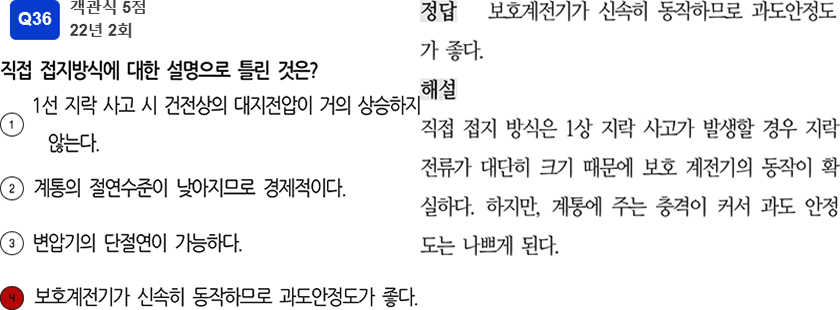 Q36
객관식 5점
22년 2회
직접 접지방식에 대한 설명으로 틀린 것은?
1 1선 지락 사고 시 건전상의 대지전압이 거의 상승하지
않는다.
2 계통의 절연수준이 낮아지므로 경제적이다.
3 변압기의 단절연이 가능하다.
4 보호계전기가 신속히 동작하므로 과도안정도가 좋다.
정답 보호계전기가 신속히 동작하므로 과도안정도
가 좋다.
해설
직접 접지 방식은 1상 지락 사고가 발생할 경우 지락
전류가 대단히 크기 때문에 보호 계전기의 동작이 확
실하다. 하지만, 계통에 주는 충격이 커서 과도 안정
도는 나쁘게 된다.